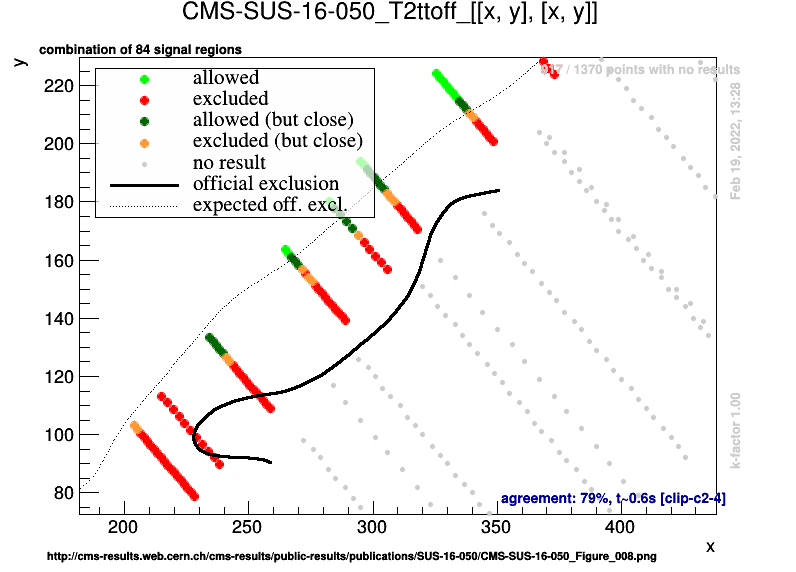 CMS-SUS-16-050_T2ttoff_[[x, y], [x, y]]
combination of 84 signal regions
y
/ 1370 points with no results
Feb 19, 2022, 13:28
k-factor 1.00
allowed
excluded
allowed (but close)
excluded (but close)
no result
official exclusion
expected off. excl.
220
200
180
160
140
120
100
80
agreement: 79%, t~0.6s [clip-c2-4]
200 250 300 350 400
x
http://cms-results.web.cern.ch/cms-results/public-results/publications/SUS-16-050/CMS-SUS-16-050_Figure_008.png